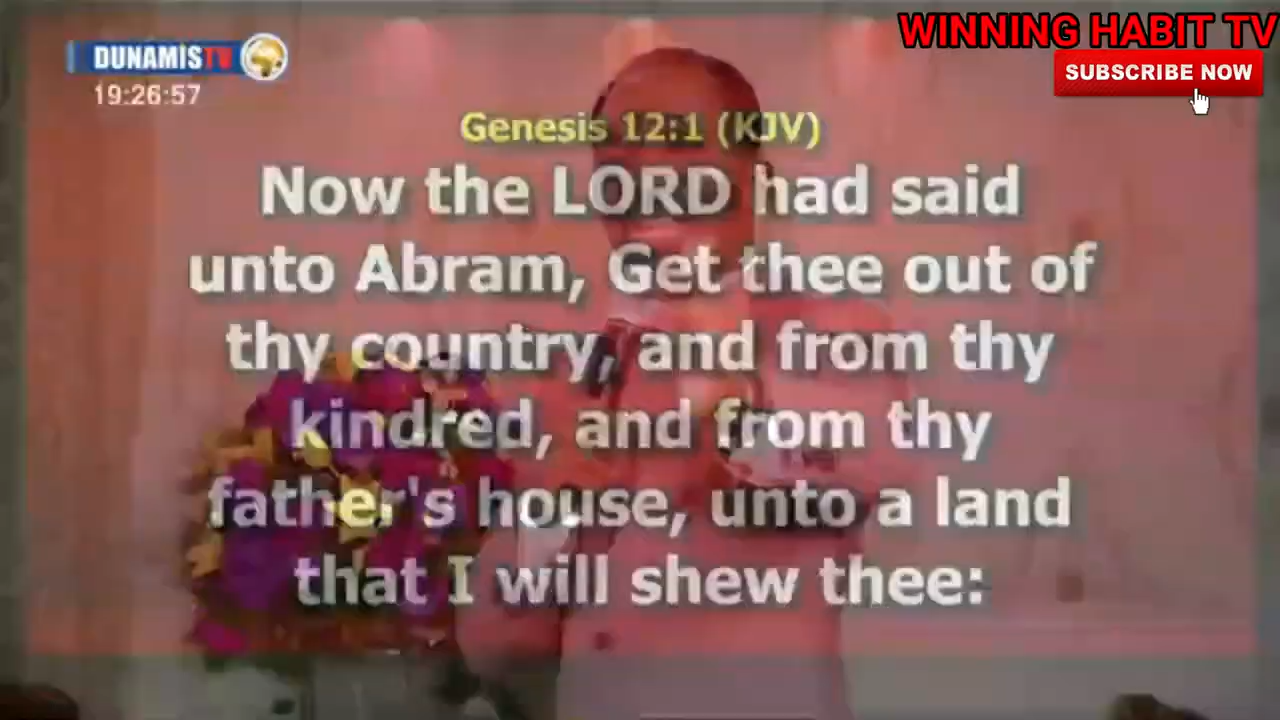 DUNAMISTV
19:26:57
WINNING HABIT TV
SUBSCRIBE NOW
Genesis 12:1 (KJV)
Now the LORD had said
unto Abram, Get thee out of
thy country, and from thy
kindred, and from thy
father's house, unto a land
that I will shew thee: